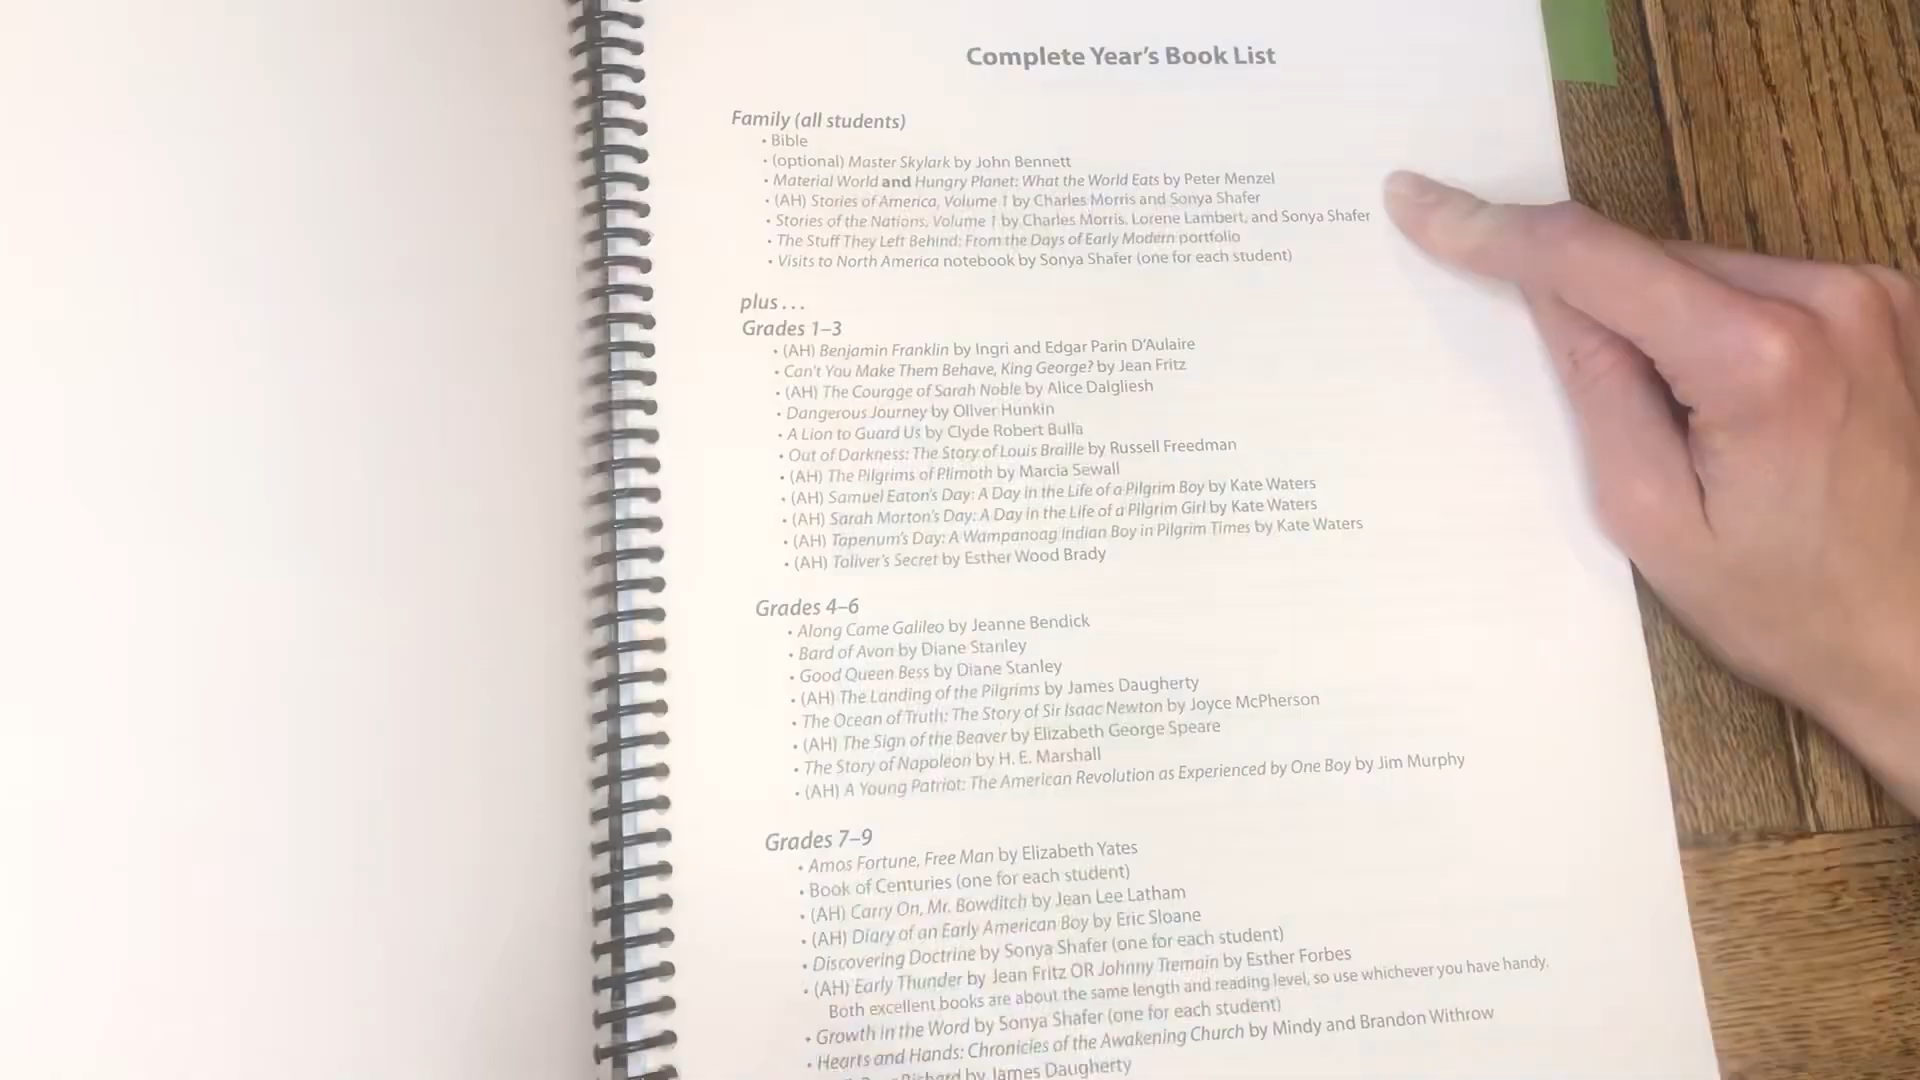 Complete Year's Book List
Family (all students)
• Bible
• (optional) Master Skylark by John Bennett
• Material World and Hungry Planet: What the World Eats by Peter Menzel
• (AH) Stories of America, Volume 1 by Charles Morris and Sonya Shafer
• Stories of the Nations, Volume 1 by Charles Morris, Lorene Lambert, and Sonya Shafer
• The Stuff They Left Behind: From the Days of Early Modern portfolio
• Visits to North America notebook by Sonya Shafer (one for each student)
plus . . .
Grades 1–3
• (AH) Benjamin Franklin by Ingri and Edgar Parin D'Aulaire
• Can't You Make Them Behave, King George? by Jean Fritz
• (AH) The Courage of Sarah Noble by Alice Dalgliesh
• Dangerous Journey by Oliver Hunkin
• A Lion to Guard Us by Clyde Robert Bulla
• Out of Darkness: The Story of Louis Braille by Russell Freedman
• (AH) The Pilgrims of Plimoth by Marcia Sewall
• (AH) Samuel Eaton's Day: A Day in the Life of a Pilgrim Boy by Kate Waters
• (AH) Sarah Morton's Day: A Day in the Life of a Pilgrim Girl by Kate Waters
• (AH) Tapenum's Day: A Wampanoag Indian Boy in Pilgrim Times by Kate Waters
• (AH) Toliver's Secret by Esther Wood Brady
Grades 4–6
• Along Came Galileo by Jeanne Bendick
• Bard of Avon by Diane Stanley
• Good Queen Bess by Diane Stanley
• (AH) The Landing of the Pilgrims by James Daugherty
• The Ocean of Truth: The Story of Sir Isaac Newton by Joyce McPherson
• (AH) The Sign of the Beaver by Elizabeth George Speare
• The Story of Napoleon by H. E. Marshall
• (AH) A Young Patriot: The American Revolution as Experienced by One Boy by Jim Murphy
Grades 7–9
• Amos Fortune, Free Man by Elizabeth Yates
• Book of Centuries (one for each student)
• (AH) Carry On, Mr. Bowditch by Jean Lee Latham
• (AH) Diary of an Early American Boy by Eric Sloane
• Discovering Doctrine by Sonya Shafer (one for each student)
• (AH) Early Thunder by Jean Fritz OR Johnny Tremain by Esther Forbes
Both excellent books are about the same length and reading level, so use whichever you have handy.
• Growth in the Word by Sonya Shafer (one for each student)
• Hearts and Hands: Chronicles of the Awakening Church by Mindy and Brandon Withrow
Richard by James Daugherty